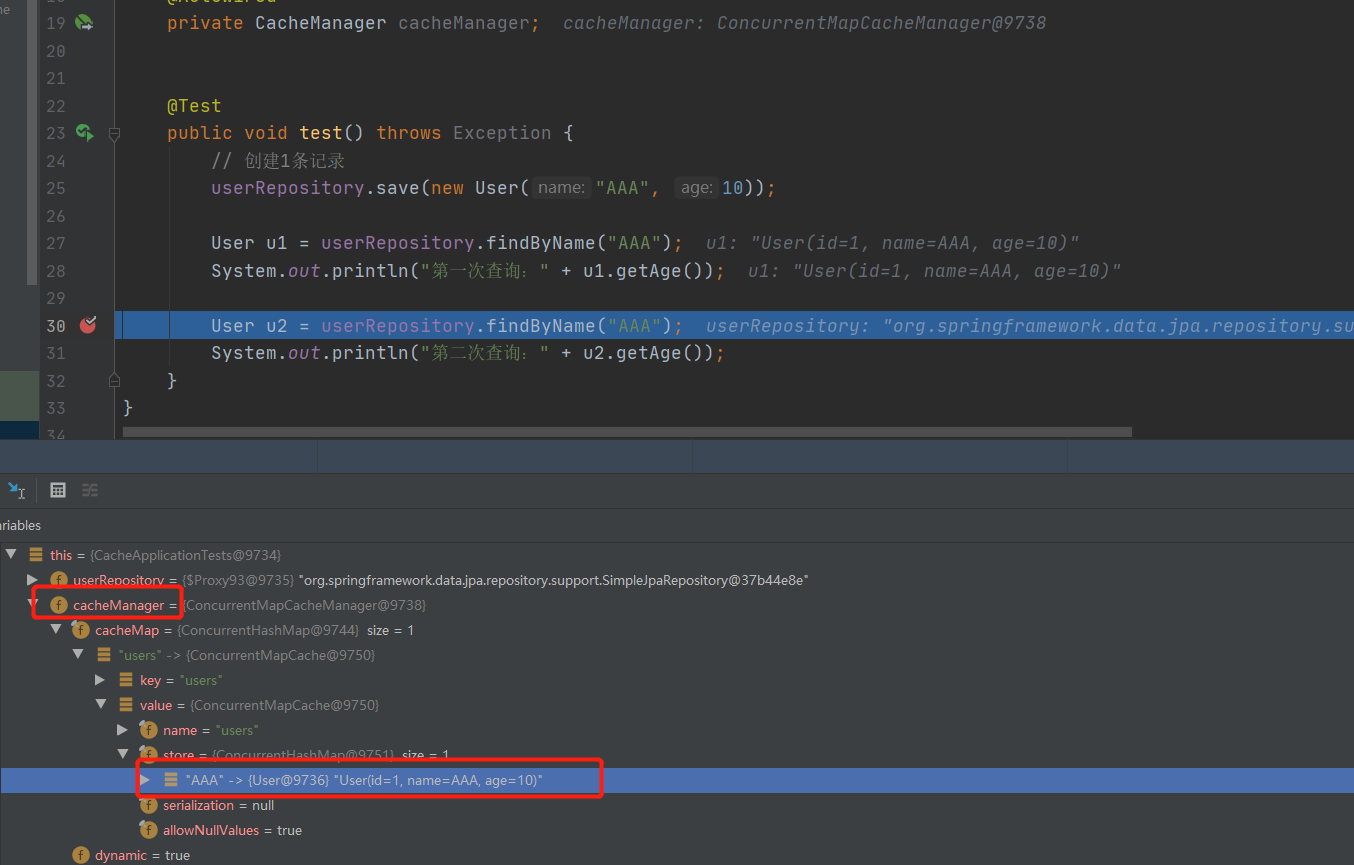 19 private CacheManager cacheManager; cacheManager: ConcurrentMapCacheManager@9738
20
21
22 @Test
23 public void test() throws Exception {
24 // 创建1条记录
25 userRepository.save(new User( name: "AAA", age: 10));
26
27 User u1 = userRepository.findByName("AAA"); u1: "User(id=1, name=AAA, age=10)"
28 System.out.println("第一次查询：" + u1.getAge()); u1: "User(id=1, name=AAA, age=10)"
29
30 User u2 = userRepository.findByName("AAA"); userRepository: "org.springframework.data.jpa.repository.su
31 System.out.println("第二次查询：" + u2.getAge());
32 }
33 }
34
riables
this = {CacheApplicationTests@9734}
userRepository = {$Proxy93@9735} "org.springframework.data.jpa.repository.support.SimpleJpaRepository@37b44e8e"
cacheManager = {ConcurrentMapCacheManager@9738}
cacheMap = {ConcurrentHashMap@9744} size = 1
"users" -> {ConcurrentMapCache@9750}
key = "users"
value = {ConcurrentMapCache@9750}
name = "users"
store = {ConcurrentHashMap@9751} size = 1
"AAA" -> {User@9736} "User(id=1, name=AAA, age=10)"
serialization = null
allowNullValues = true
dynamic = true